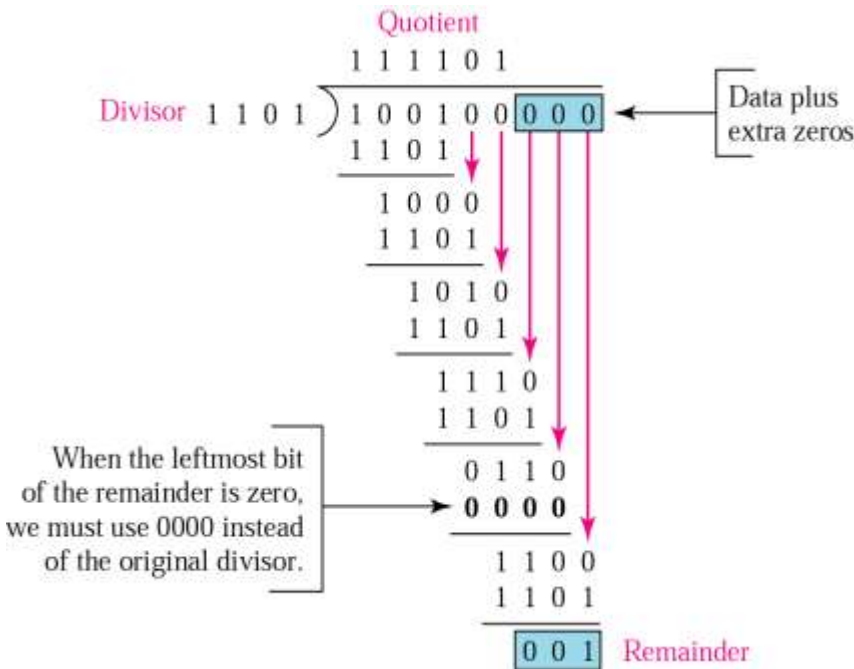 Quotient
1 1 1 1 0 1
Divisor 1 1 0 1 1 0 0 1 0 0 0 0 0
Data plus
extra zeros
1 1 0 1
1 0 0 0
1 1 0 1
1 0 1 0
1 1 0 1
1 1 1 0
1 1 0 1
When the leftmost bit
of the remainder is zero,
we must use 0000 instead
of the original divisor.
0 1 1 0
0 0 0 0
1 1 0 0
1 1 0 1
0 0 1 Remainder